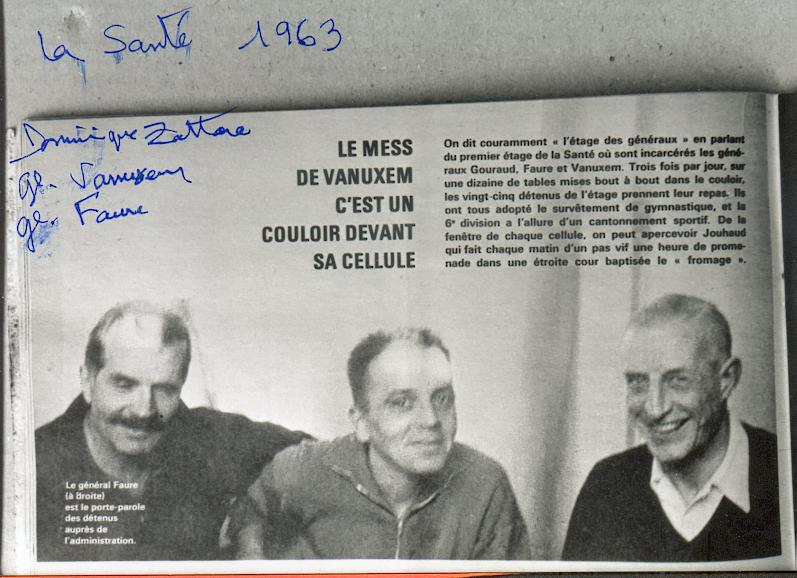 la Santé 1963
Dominique Zattara
gl. Vanuxem
gl. Faure
LE MESS
DE VANUXEM
C'EST UN
COULOIR DEVANT
SA CELLULE
On dit couramment « l'étage des généraux » en parlant
du premier étage de la Santé où sont incarcérés les géné-
raux Gouraud, Faure et Vanuxem. Trois fois par jour, sur
une dizaine de tables mises bout à bout dans le couloir,
les vingt-cinq détenus de l'étage prennent leur repas. Ils
ont tous adopté le survêtement de gymnastique, et la
6e division a l'allure d'un cantonnement sportif. De la
fenêtre de chaque cellule, on peut apercevoir Jouhaud
qui fait chaque matin d'un pas vif une heure de prome-
nade dans une étroite cour baptisée le « fromage ».
Le général Faure
(à droite)
est le porte-parole
des détenus
auprès de
l'administration.